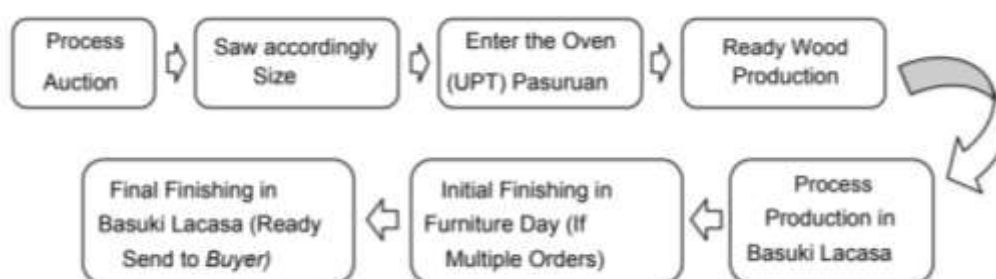 Process
Auction
Saw accordingly
Size
Enter the Oven
(UPT) Pasuruan
Ready Wood
Production
Process
Production in
Basuki Lacasa
Initial Finishing in
Furniture Day (If
Multiple Orders)
Final Finishing in
Basuki Lacasa (Ready
Send to Buyer)